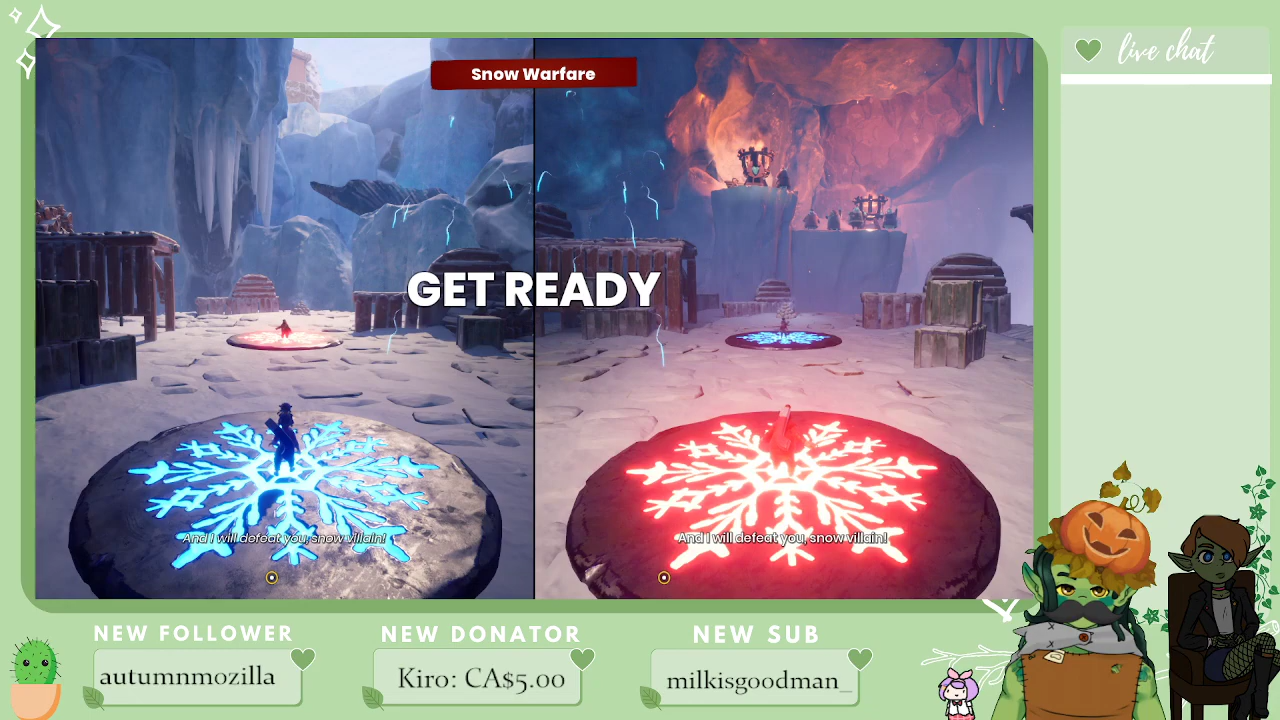 live chat
Snow Warfare
GET READY
And I will defeat you, snow villain!
And I will defeat you, snow villain!
NEW FOLLOWER
NEW DONATOR
NEW SUB
autumnmozilla
Kiro: CA$5.00
milkisgoodman_